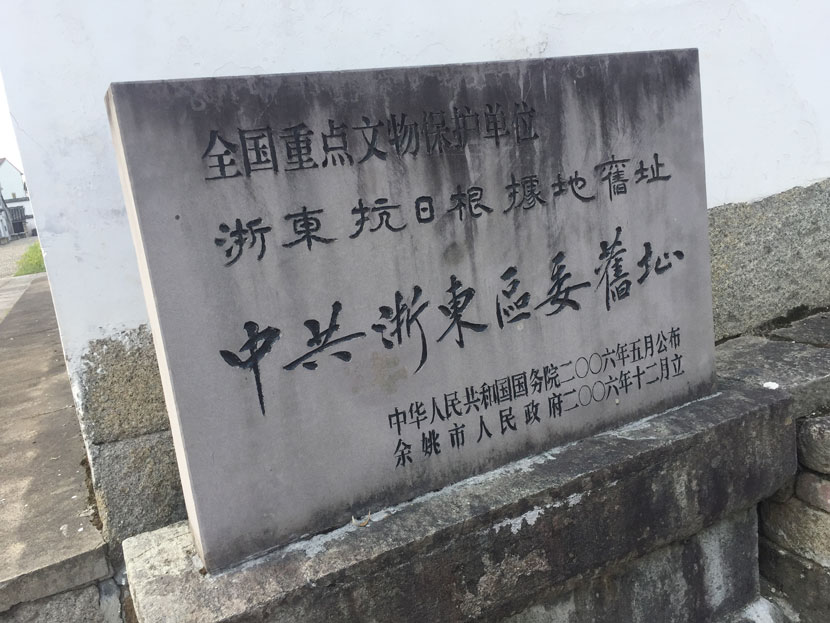 全国重点文物保护单位
浙東抗日根據地舊址
中共浙東區委舊址
中华人民共和国国务院二〇〇六年五月公布
余姚市人民政府二〇〇六年十二月立